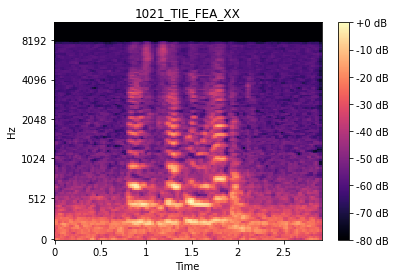 1021_TIE_FEA_XX
+0 dB
8192
-10 dB
4096
-20 dB
-30 dB
2048
Hz
-40 dB
1024
-50 dB
512
-60 dB
-70 dB
0
-80 dB
0 0.5 1 1.5 2 2.5
Time